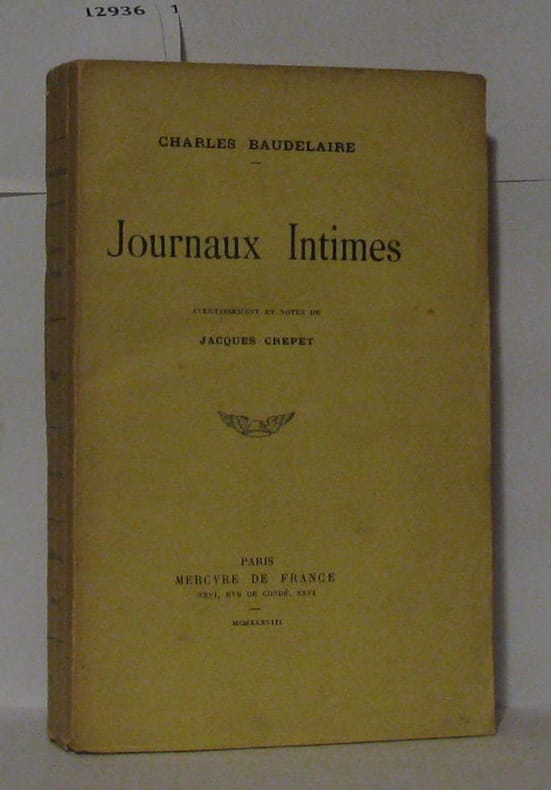 12936 1
CHARLES BAUDELAIRE
Journaux Intimes
AVERTISSEMENT ET NOTES DE
JACQUES CREPET
PARIS
MERCVRE DE FRANCE
XXVI, RVE DE CONDÉ, XXVI
MCMXXXVIII